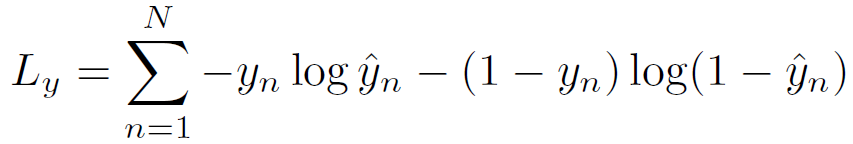 L_y = \sum_{n=1}^{N} -y_n \log \hat{y}_n - (1 - y_n) \log(1 - \hat{y}_n)